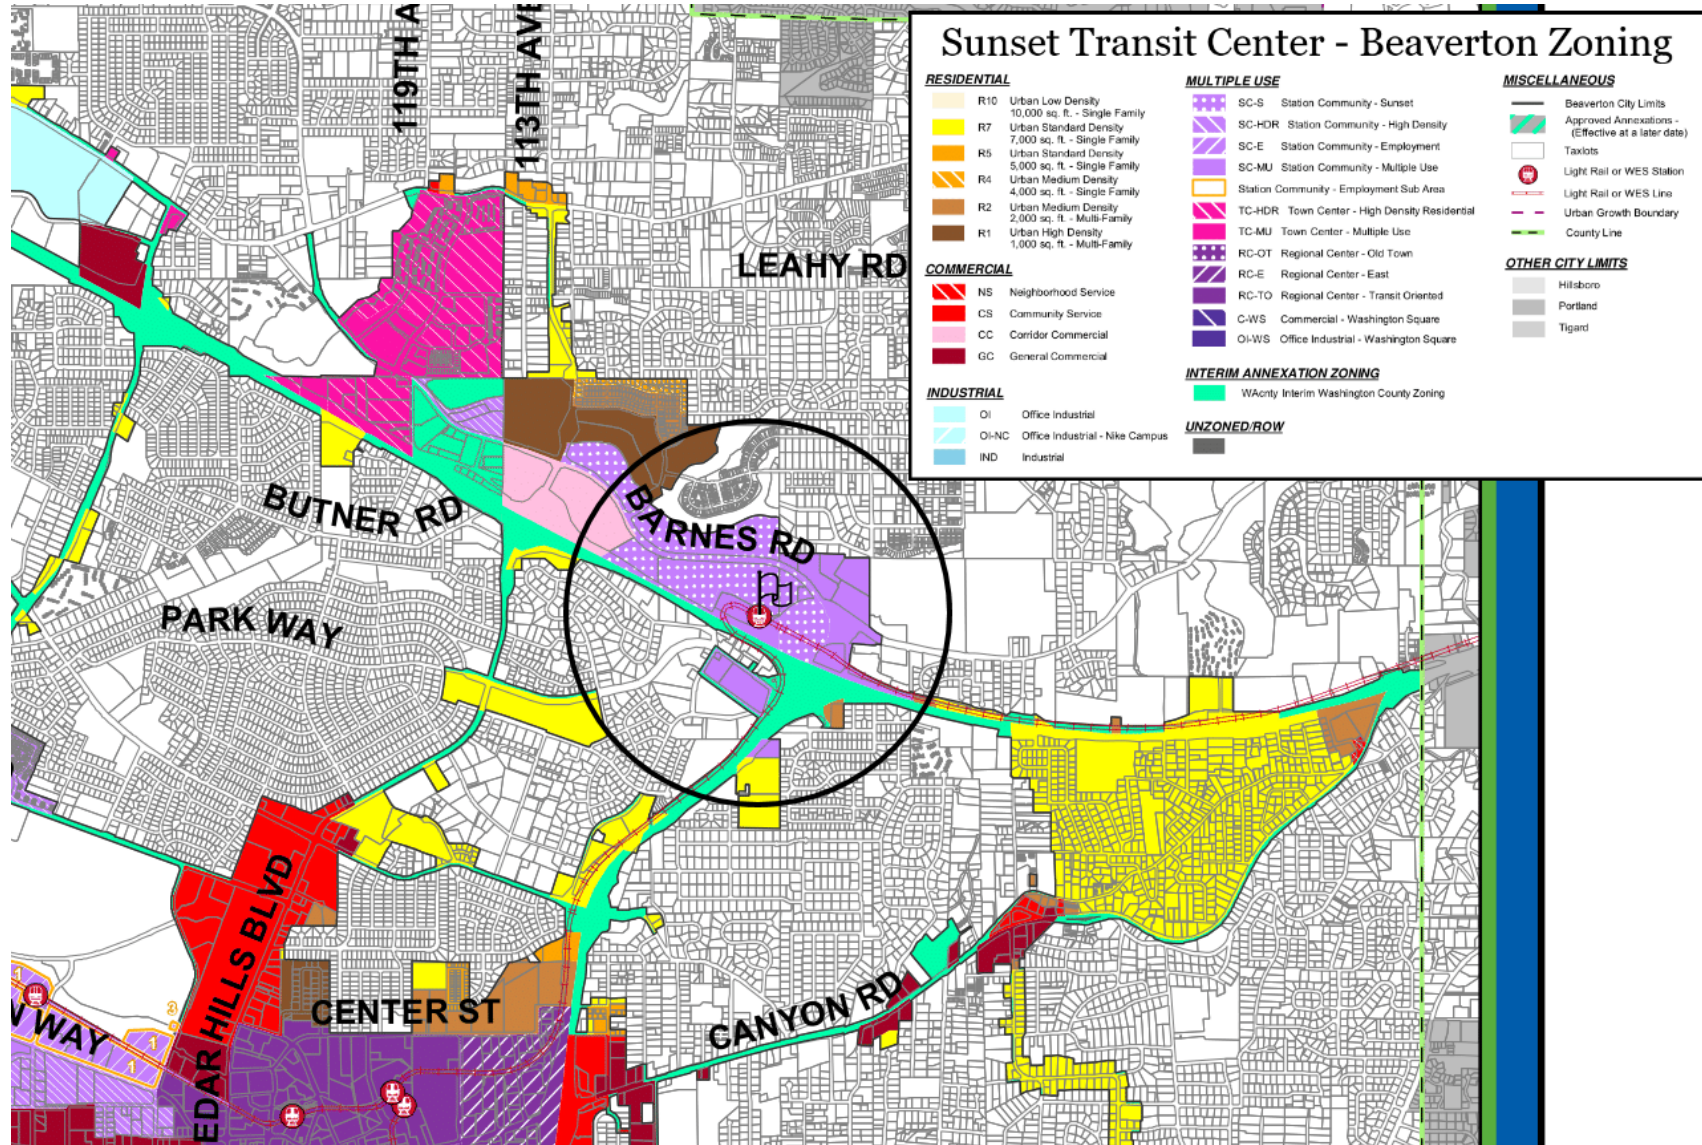 Sunset Transit Center - Beaverton Zoning
RESIDENTIAL
R10 Urban Low Density
10,000 sq. ft. - Single Family
R7 Urban Standard Density
7,000 sq. ft. - Single Family
R5 Urban Standard Density
5,000 sq. ft. - Single Family
R4 Urban Medium Density
4,000 sq. ft. - Single Family
R2 Urban Medium Density
2,000 sq. ft. - Multi-Family
R1 Urban High Density
1,000 sq. ft. - Multi-Family
COMMERCIAL
NS Neighborhood Service
CS Community Service
CC Corridor Commercial
GC General Commercial
INDUSTRIAL
OI Office Industrial
OI-NC Office Industrial - Nike Campus
IND Industrial
MULTIPLE USE
SC-S Station Community - Sunset
SC-HDR Station Community - High Density
SC-E Station Community - Employment
SC-MU Station Community - Multiple Use
Station Community - Employment Sub Area
TC-HDR Town Center - High Density Residential
TC-MU Town Center - Multiple Use
RC-OT Regional Center - Old Town
RC-E Regional Center - East
RC-TO Regional Center - Transit Oriented
C-WS Commercial - Washington Square
OI-WS Office Industrial - Washington Square
INTERIM ANNEXATION ZONING
WAcnty Interim Washington County Zoning
UNZONED/ROW
MISCELLANEOUS
Beaverton City Limits
Approved Annexations -
(Effective at a later date)
Taxlots
Light Rail or WES Station
Light Rail or WES Line
Urban Growth Boundary
County Line
OTHER CITY LIMITS
Hillsboro
Portland
Tigard
119TH A
113TH AVE
LEAHY RD
BUTNER RD
BARNES RD
PARK WAY
EDAR HILLS BLVD
CENTER ST
CANYON RD
N WAY
1
3
1
1